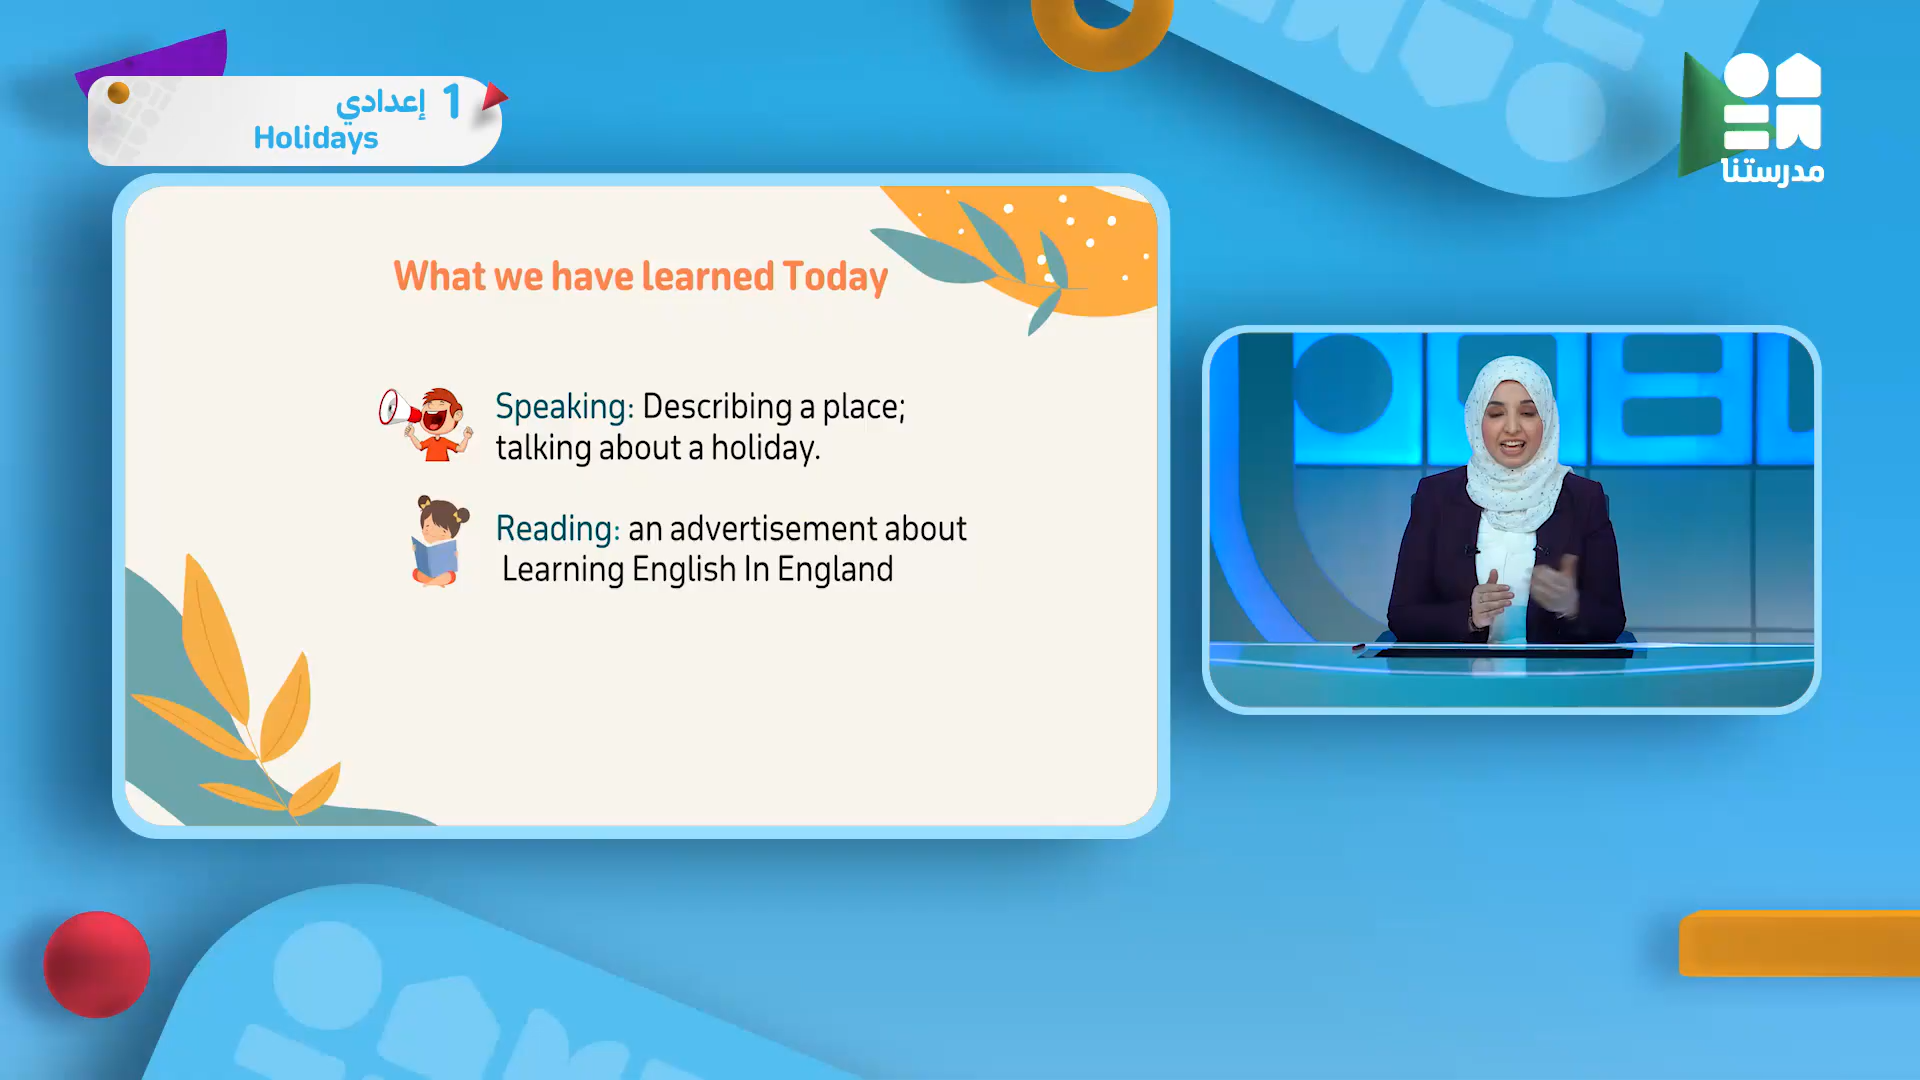 1 إعدادي
Holidays
مدرستنا
What we have learned Today
Speaking: Describing a place;
talking about a holiday.
Reading: an advertisement about
Learning English In England